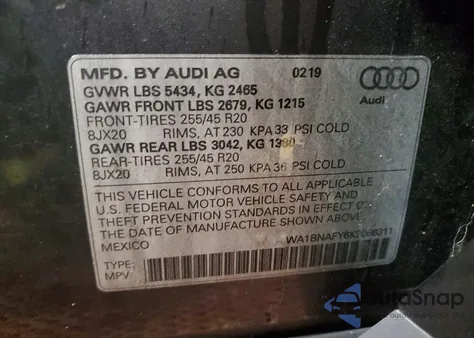 MFD. BY AUDI AG 0219
Audi
GVWR LBS 5434, KG 2465
GAWR FRONT LBS 2679, KG 1215
FRONT-TIRES 255/45 R20
8JX20 RIMS, AT 230 KPA 33 PSI COLD
GAWR REAR LBS 3042, KG 1380
REAR-TIRES 255/45 R20
8JX20 RIMS, AT 250 KPA 36 PSI COLD
THIS VEHICLE CONFORMS TO ALL APPLICABLE
U.S. FEDERAL MOTOR VEHICLE SAFETY AND
THEFT PREVENTION STANDARDS IN EFFECT ON
THE DATE OF MANUFACTURE SHOWN ABOVE.
MEXICO
TYPE:
MPV
AutoSnap